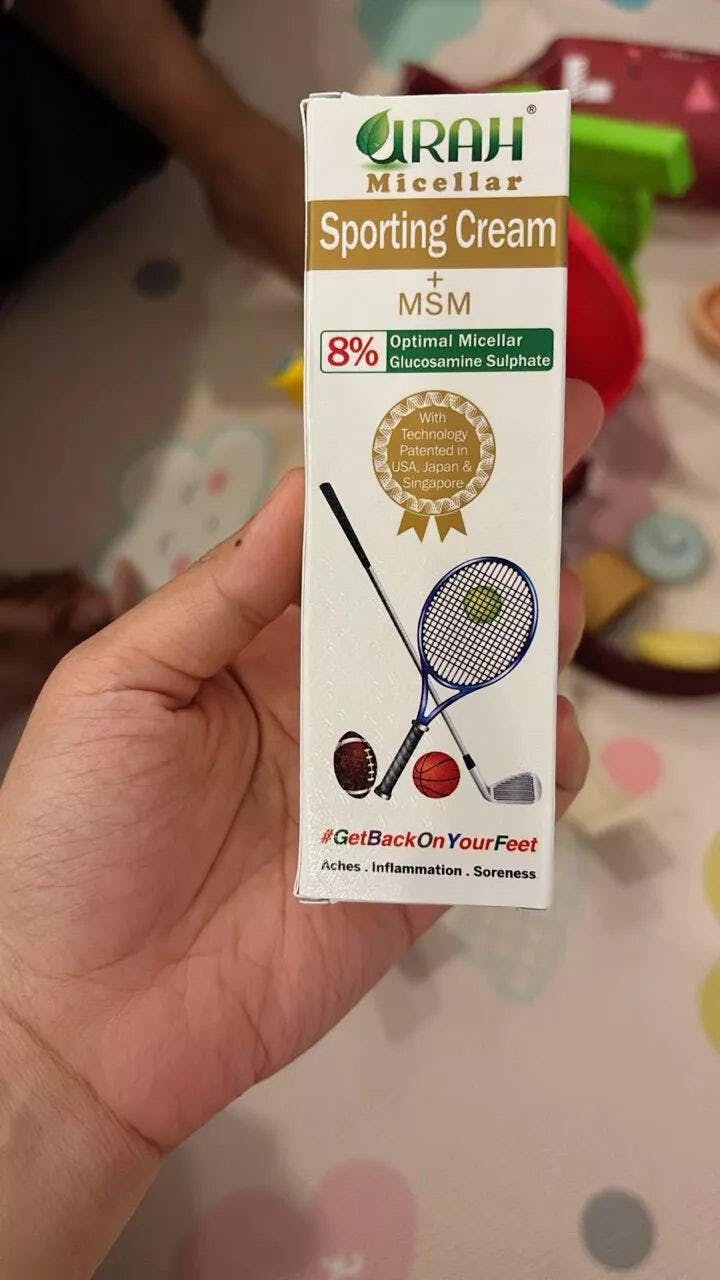 URAH®
Micellar
Sporting Cream
+
MSM
8% Optimal Micellar
Glucosamine Sulphate
With
Technology
Patented in
USA, Japan &
Singapore
#GetBackOnYourFeet
Aches . Inflammation . Soreness